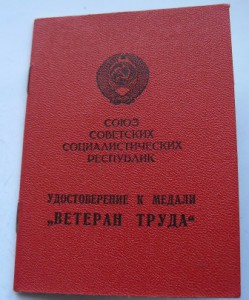 СОЮЗ
СОВЕТСКИХ
СОЦИАЛИСТИЧЕСКИХ
РЕСПУБЛИК
УДОСТОВЕРЕНИЕ К МЕДАЛИ
„ВЕТЕРАН ТРУДА“